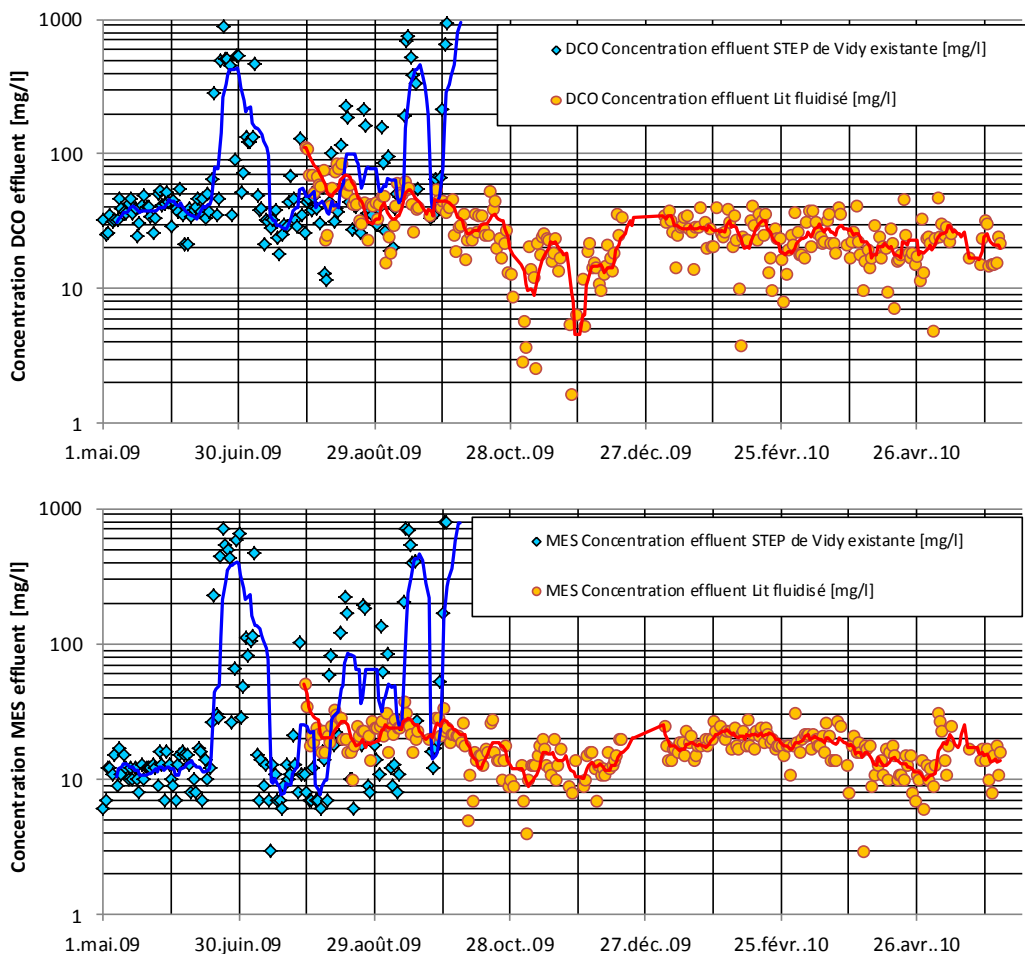 Concentration DCO effluent [mg/l]
1000
100
10
1
DCO Concentration effluent STEP de Vidy existante [mg/l]
DCO Concentration effluent Lit fluidisé [mg/l]
1.mai.09 30.juin.09 29.août.09 28.oct..09 27.déc.09 25.févr..10 26.avr..10
Concentration MES effluent [mg/l]
1000
100
10
1
MES Concentration effluent STEP de Vidy existante [mg/l]
MES Concentration effluent Lit fluidisé [mg/l]
1.mai.09 30.juin.09 29.août.09 28.oct..09 27.déc.09 25.févr..10 26.avr..10